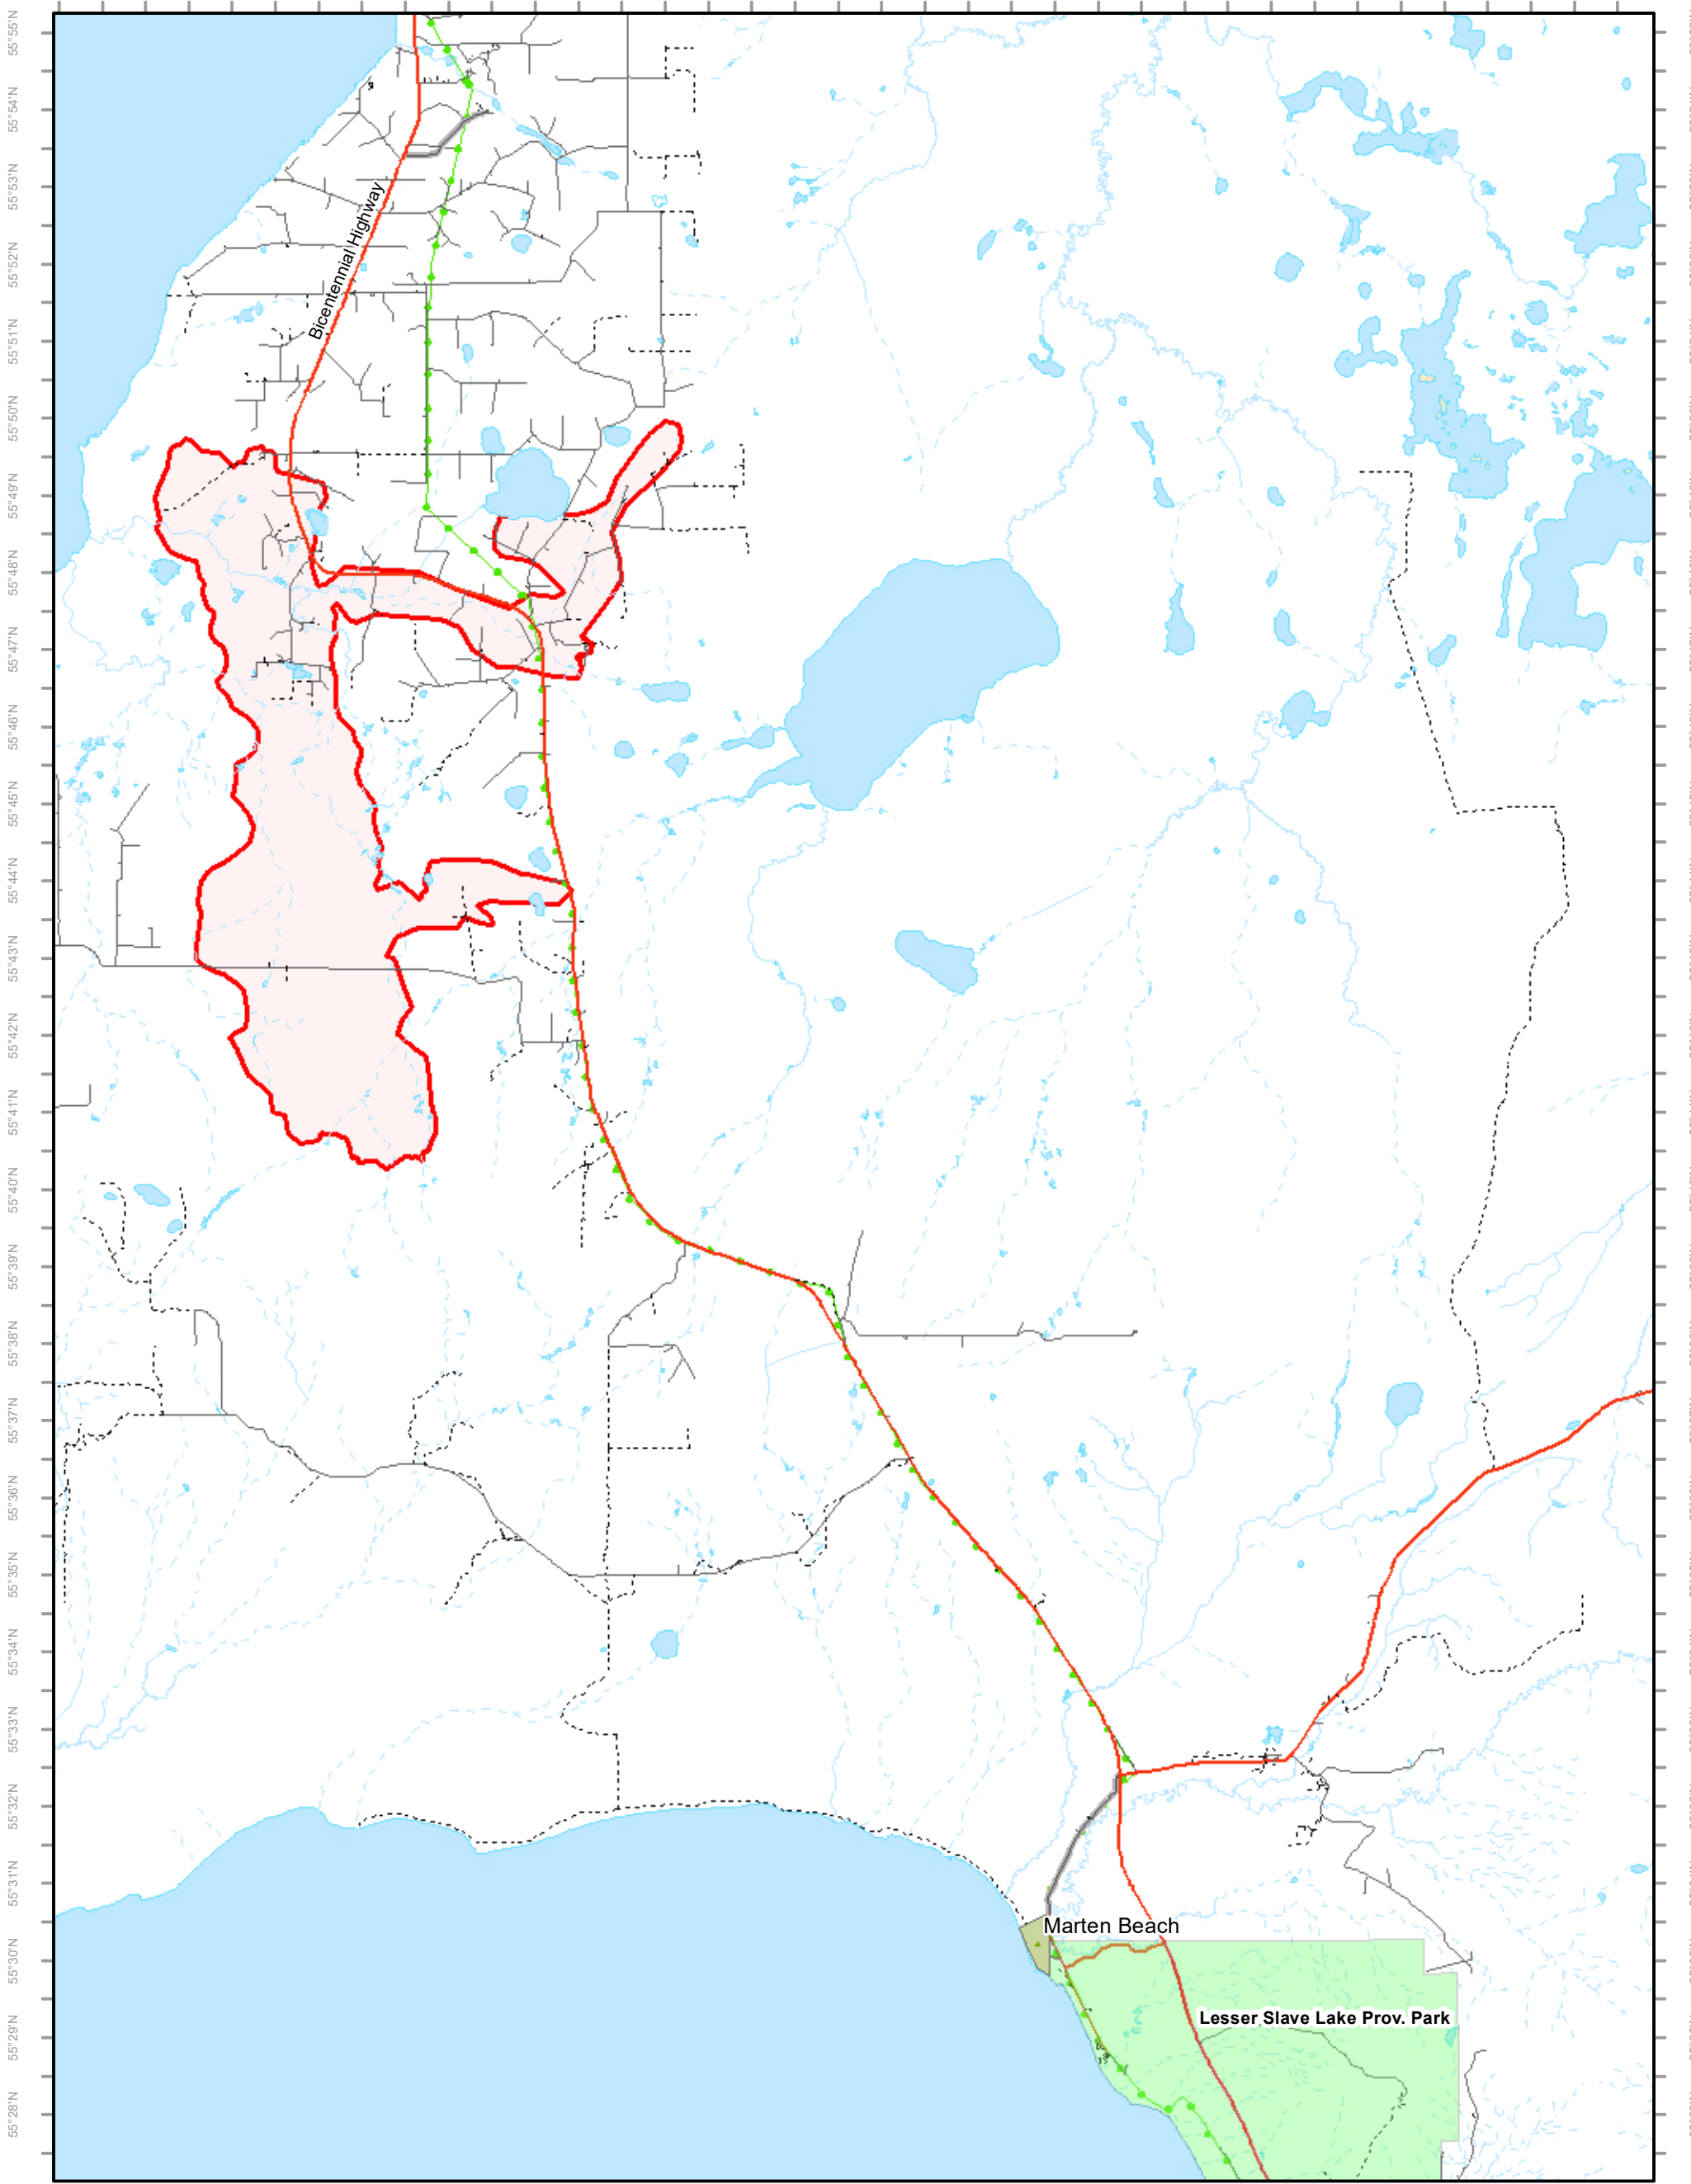 55°55'N
55°54'N
55°53'N
Bicentennial Highway
55°52'N
55°51'N
55°50'N
55°49'N
55°48'N
55°47'N
55°46'N
55°45'N
55°44'N
55°43'N
55°42'N
55°41'N
55°40'N
55°39'N
55°38'N
55°37'N
55°36'N
55°35'N
55°34'N
55°33'N
55°32'N
55°31'N
Marten Beach
55°30'N
Lesser Slave Lake Prov. Park
55°29'N
55°28'N